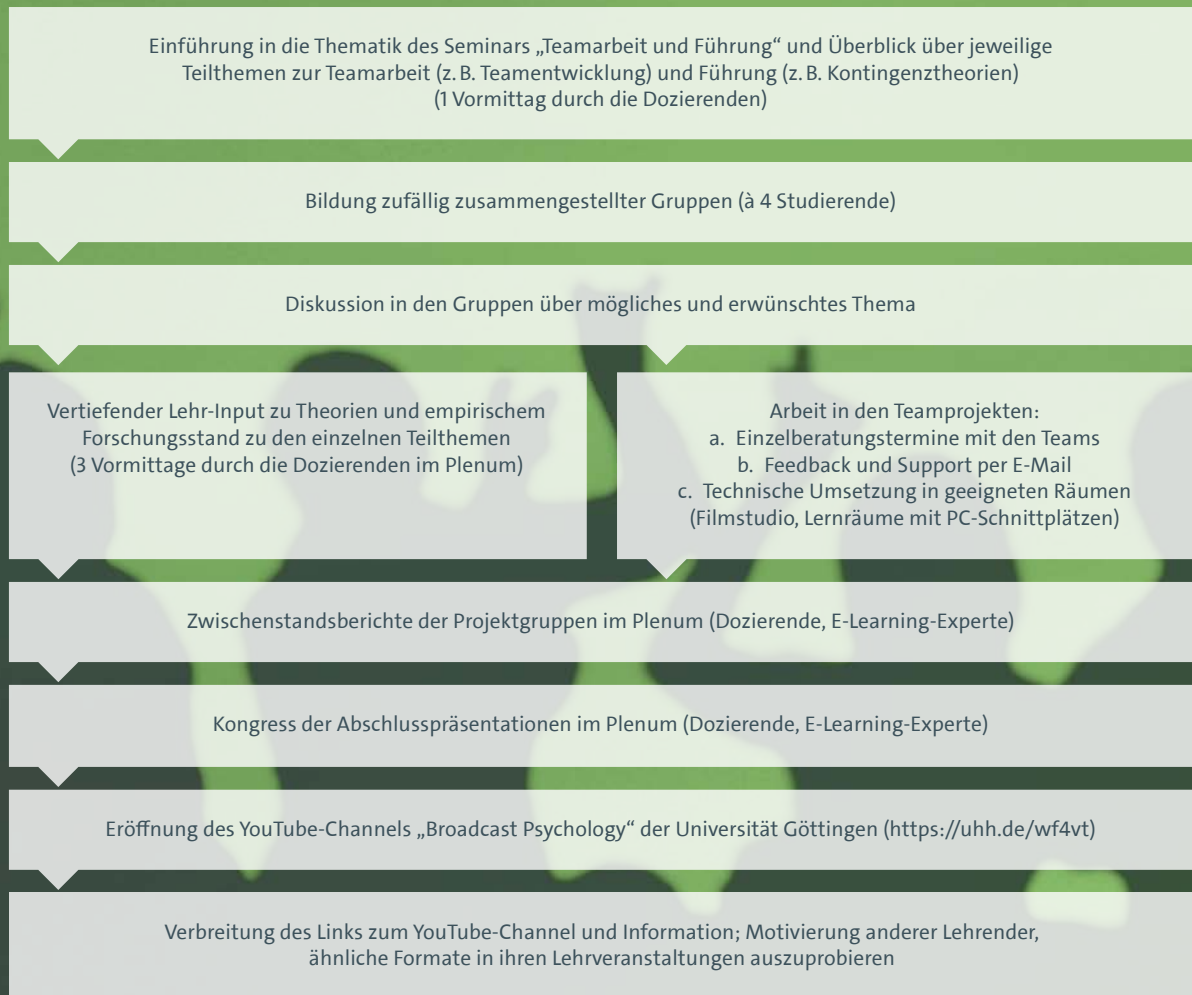 Einführung in die Thematik des Seminars „Teamarbeit und Führung“ und Überblick über jeweilige
Teilthemen zur Teamarbeit (z. B. Teamentwicklung) und Führung (z. B. Kontingenztheorien)
(1 Vormittag durch die Dozierenden)
Bildung zufällig zusammengestellter Gruppen (à 4 Studierende)
Diskussion in den Gruppen über mögliches und erwünschtes Thema
Vertiefender Lehr-Input zu Theorien und empirischem
Forschungsstand zu den einzelnen Teilthemen
(3 Vormittage durch die Dozierenden im Plenum)
Arbeit in den Teamprojekten:
a. Einzelberatungstermine mit den Teams
b. Feedback und Support per E-Mail
c. Technische Umsetzung in geeigneten Räumen
(Filmstudio, Lernräume mit PC-Schnittplätzen)
Zwischenstandsberichte der Projektgruppen im Plenum (Dozierende, E-Learning-Experte)
Kongress der Abschlusspräsentationen im Plenum (Dozierende, E-Learning-Experte)
Eröffnung des YouTube-Channels „Broadcast Psychology“ der Universität Göttingen (https://uhh.de/wf4vt)
Verbreitung des Links zum YouTube-Channel und Information; Motivierung anderer Lehrender,
ähnliche Formate in ihren Lehrveranstaltungen auszuprobieren